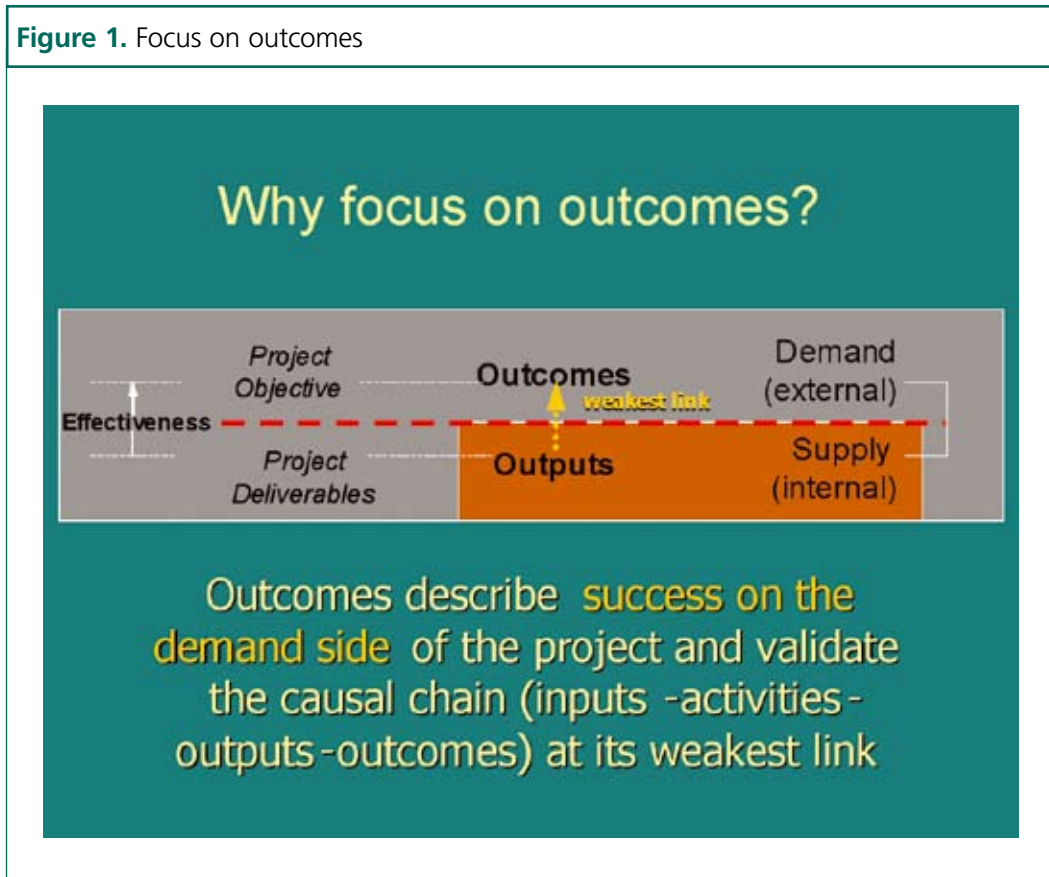 Figure 1. Focus on outcomes
Why focus on outcomes?
Project
Objective
Outcomes
weakest link
Demand
(external)
Effectiveness
Project
Deliverables
Outputs
Supply
(internal)
Outcomes describe success on the
demand side of the project and validate
the causal chain (inputs -activities-
outputs-outcomes) at its weakest link